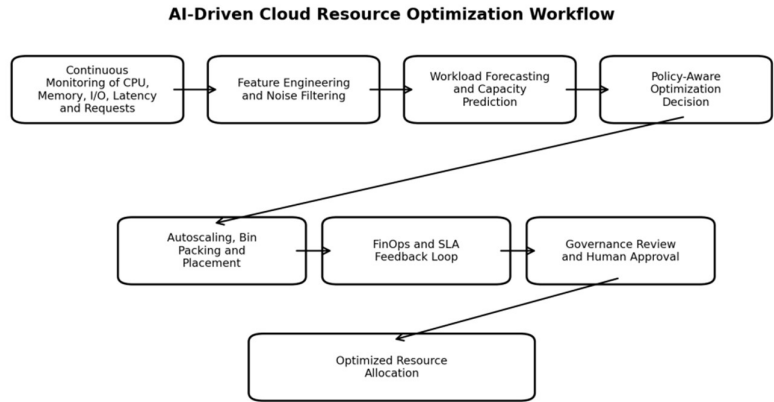 AI-Driven Cloud Resource Optimization Workflow
Continuous
Monitoring of CPU,
Memory, I/O, Latency
and Requests
Feature Engineering
and Noise Filtering
Workload Forecasting
and Capacity
Prediction
Policy-Aware
Optimization
Decision
Autoscaling, Bin
Packing and
Placement
FinOps and SLA
Feedback Loop
Governance Review
and Human Approval
Optimized Resource
Allocation